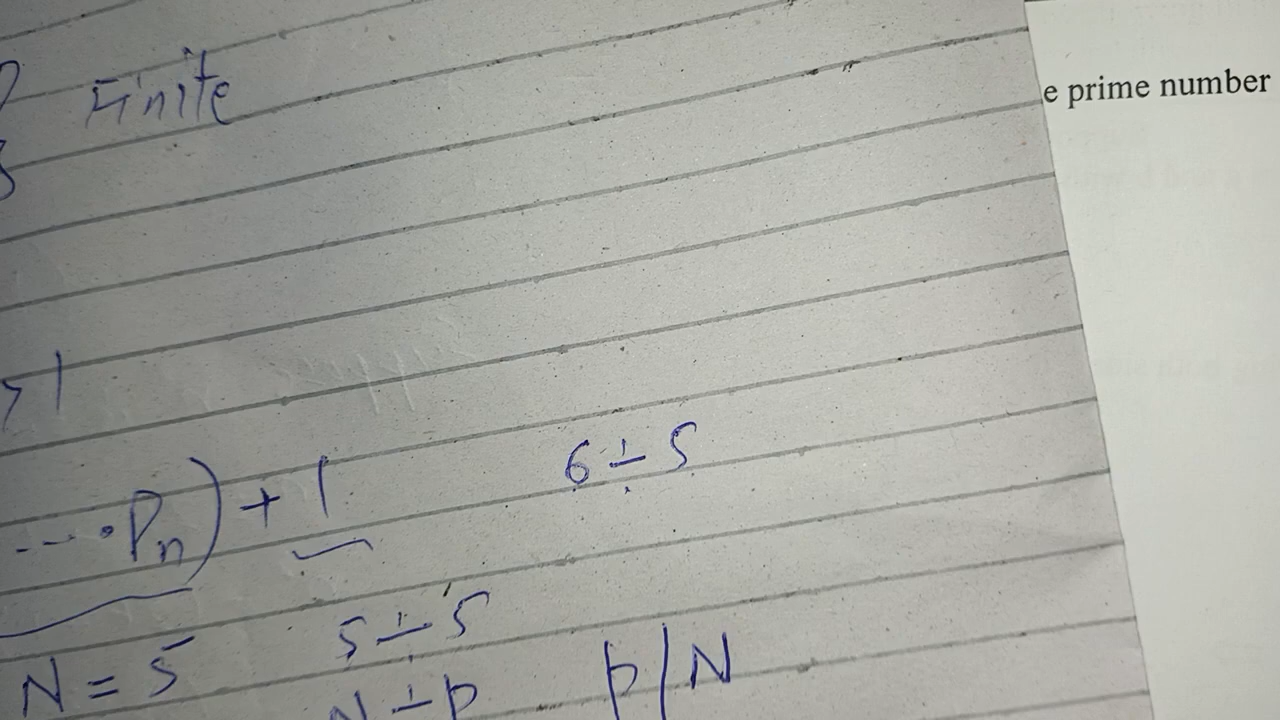 Finite
e prime number
> 1
--- · Pn) + 1
6 ÷ 5
5 ÷ 5
N = 5
N ÷ p
p | N